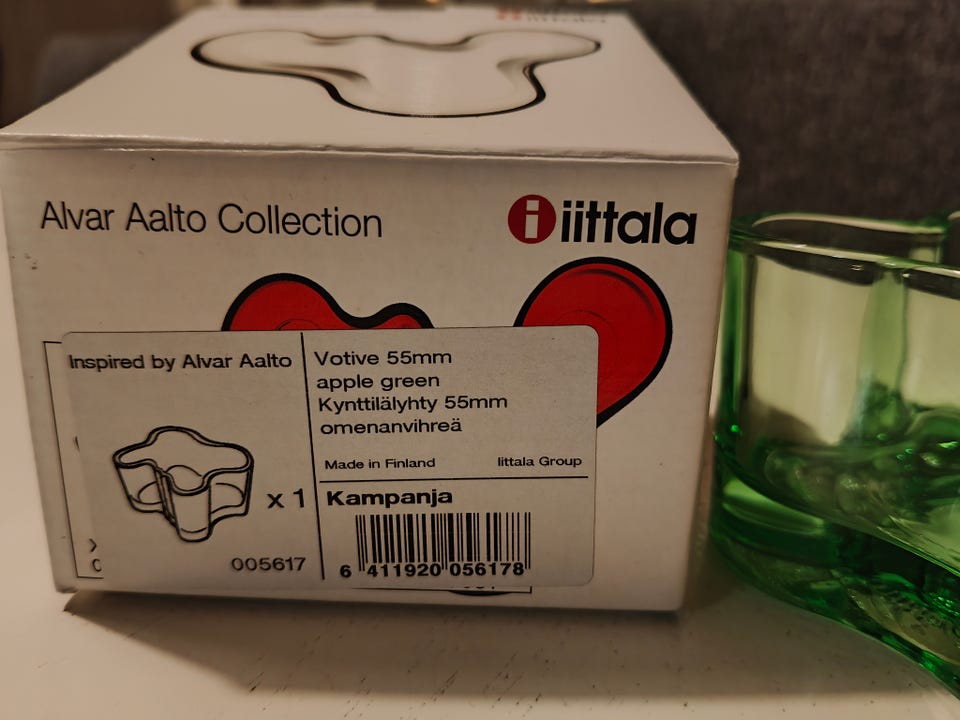 Alvar Aalto Collection
i iittala
Inspired by Alvar Aalto
x 1
005617
Votive 55mm
apple green
Kynttilälyhty 55mm
omenanvihreä
Made in Finland
Iittala Group
Kampanja
6 411920 056178